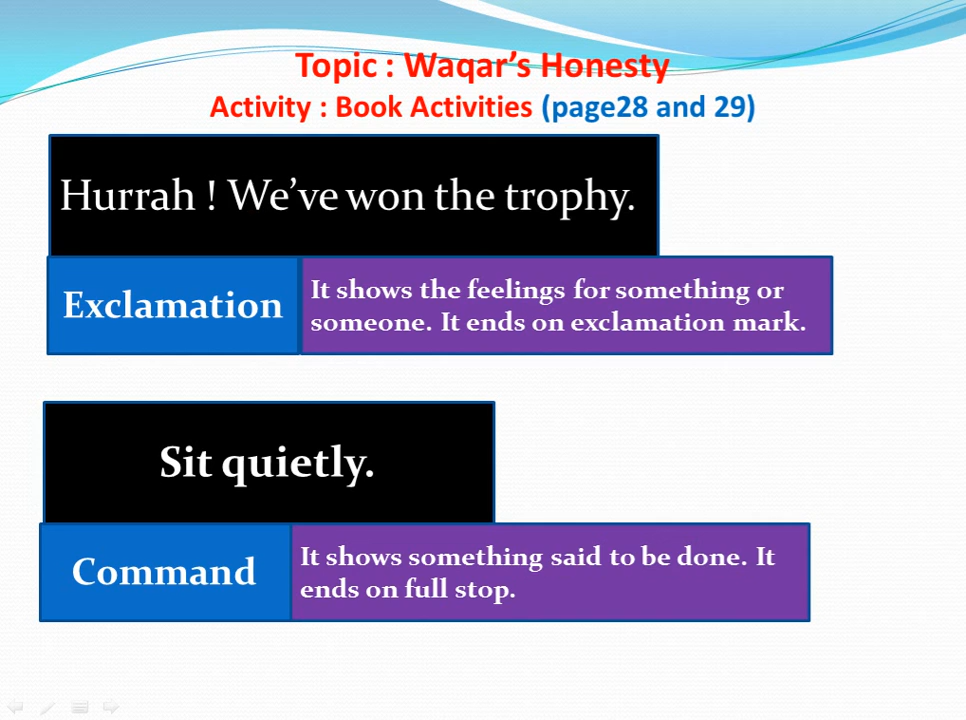 Topic : Waqar’s Honesty
Activity : Book Activities (page28 and 29)
Hurrah ! We’ve won the trophy.
Exclamation
It shows the feelings for something or
someone. It ends on exclamation mark.
Sit quietly.
Command
It shows something said to be done. It
ends on full stop.